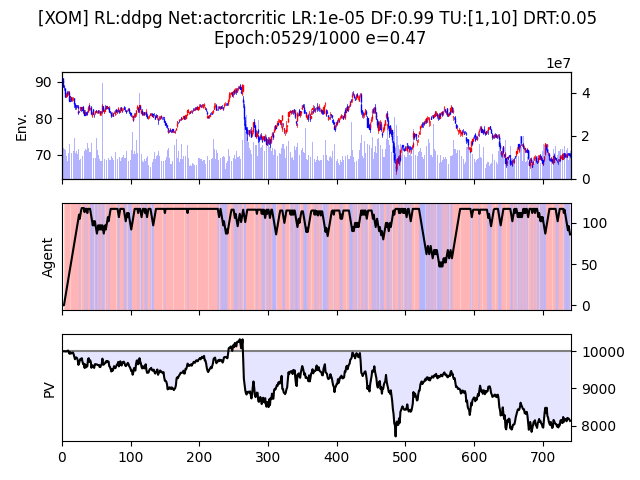 [XOM] RL:ddpg Net:actorcritic LR:1e-05 DF:0.99 TU:[1,10] DRT:0.05
Epoch:0529/1000 e=0.47
1e7
90
80
70
Env.
4
2
0
Agent
100
50
0
PV
10000
9000
8000
0 100 200 300 400 500 600 700